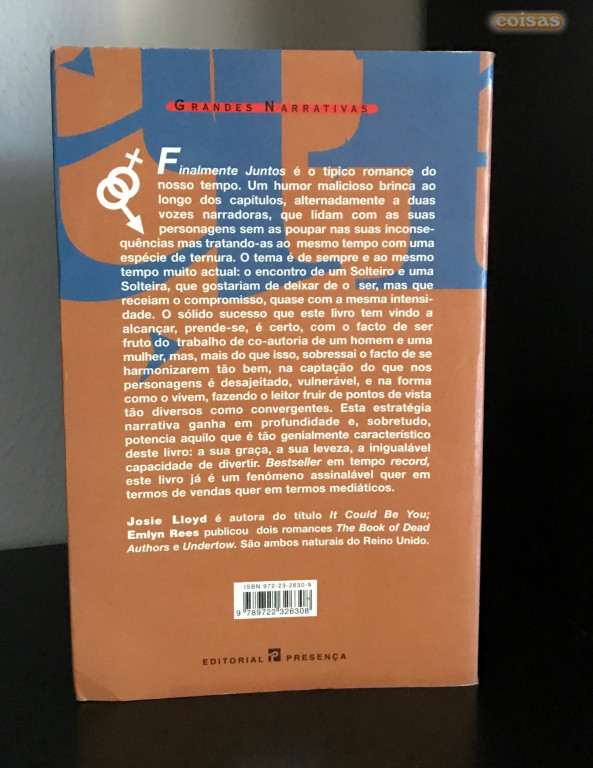 coisas
GRANDES NARRATIVAS
Finalmente Juntos é o típico romance do
nosso tempo. Um humor malicioso brinca ao
longo dos capítulos, alternadamente a duas
vozes narradoras, que lidam com as suas
personagens sem as poupar nas suas inconse-
quências mas tratando-as ao mesmo tempo com uma
espécie de ternura. O tema é de sempre e ao mesmo
tempo muito actual: o encontro de um Solteiro e uma
Solteira, que gostariam de deixar de o ser, mas que
receiam o compromisso, quase com a mesma intensi-
dade. O sólido sucesso que este livro tem vindo a
alcançar, prende-se, é certo, com o facto de ser
fruto do trabalho de co-autoria de um homem e uma
mulher, mas, mais do que isso, sobressai o facto de se
harmonizarem tão bem, na captação do que nos
personagens é desajeitado, vulnerável, e na forma
como o vivem, fazendo o leitor fruir de pontos de vista
tão diversos como convergentes. Esta estratégia
narrativa ganha em profundidade e, sobretudo,
potencia aquilo que é tão genialmente característico
deste livro: a sua graça, a sua leveza, a inigualável
capacidade de divertir. Bestseller em tempo record,
este livro já é um fenómeno assinalável quer em
termos de vendas quer em termos mediáticos.
Josie Lloyd é autora do título It Could Be You;
Emlyn Rees publicou dois romances The Book of Dead
Authors e Undertow. São ambos naturais do Reino Unido.
ISBN 972-23-2630-9
9 789722 326308
EDITORIAL PRESENÇA